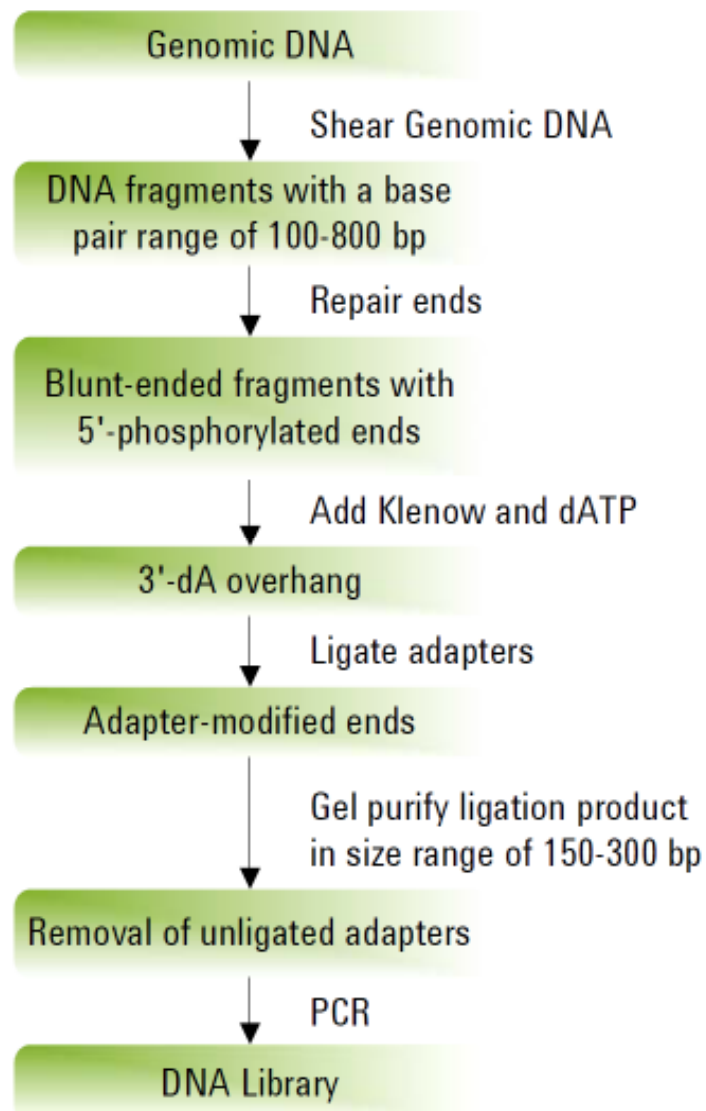 Genomic DNA
Shear Genomic DNA
DNA fragments with a base
pair range of 100-800 bp
Repair ends
Blunt-ended fragments with
5'-phosphorylated ends
Add Klenow and dATP
3'-dA overhang
Ligate adapters
Adapter-modified ends
Gel purify ligation product
in size range of 150-300 bp
Removal of unligated adapters
PCR
DNA Library